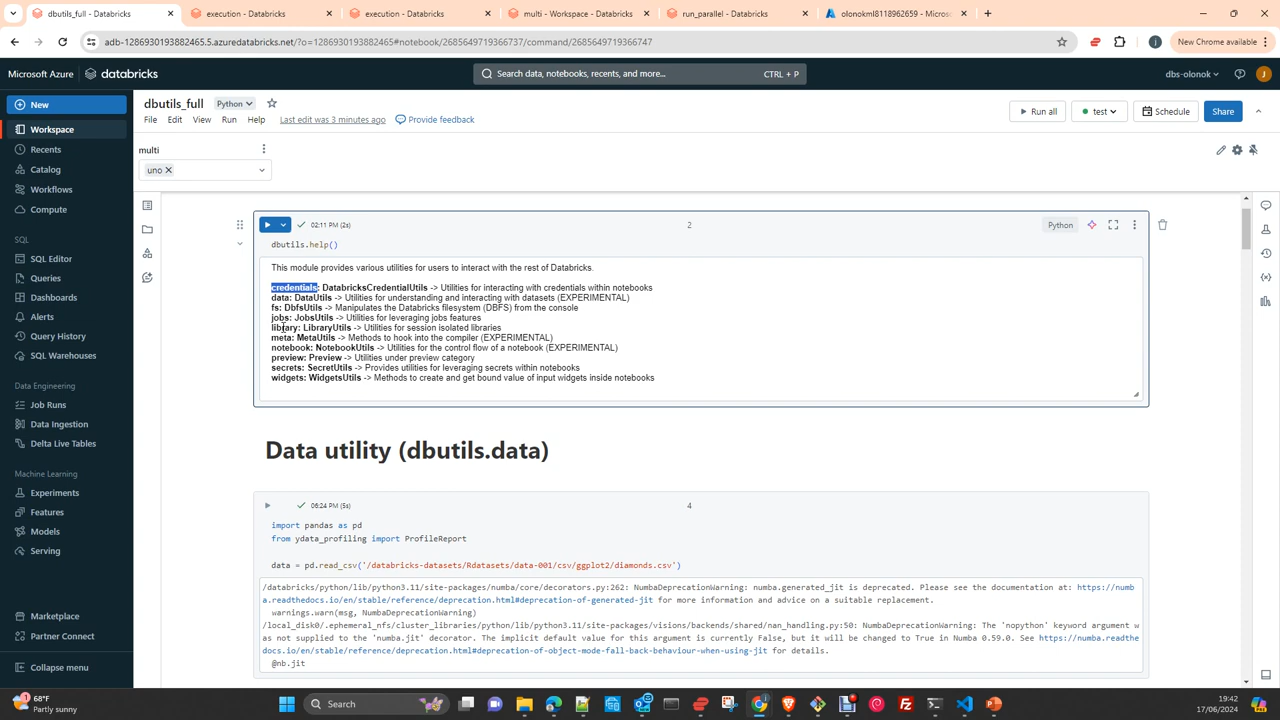 dbutils_full - Databricks
execution - Databricks
execution - Databricks
multi - Workspace - Databricks
run_parallel - Databricks
olonokml8118962659 - Microso
adb-1286930193882465.5.azuredatabricks.net/?o=1286930193882465#notebook/2685649719366737/command/2685649719366747
New Chrome available
Microsoft Azure
databricks
Search data, notebooks, recents, and more...
CTRL + P
dbs-olonok
J
New
Workspace
Recents
Catalog
Workflows
Compute
SQL
SQL Editor
Queries
Dashboards
Alerts
Query History
SQL Warehouses
Data Engineering
Job Runs
Data Ingestion
Delta Live Tables
Machine Learning
Experiments
Features
Models
Serving
Marketplace
Partner Connect
Collapse menu
dbutils_full
Python
File Edit View Run Help
Last edit was 3 minutes ago
Provide feedback
Run all
test
Schedule
Share
multi
uno
02:11 PM (2s)
2
Python
dbutils.help()
This module provides various utilities for users to interact with the rest of Databricks.
credentials: DatabricksCredentialUtils -> Utilities for interacting with credentials within notebooks
data: DataUtils -> Utilities for understanding and interacting with datasets (EXPERIMENTAL)
fs: DbfsUtils -> Manipulates the Databricks filesystem (DBFS) from the console
jobs: JobsUtils -> Utilities for leveraging jobs features
library: LibraryUtils -> Utilities for session isolated libraries
meta: MetaUtils -> Methods to hook into the compiler (EXPERIMENTAL)
notebook: NotebookUtils -> Utilities for the control flow of a notebook (EXPERIMENTAL)
preview: Preview -> Utilities under preview category
secrets: SecretUtils -> Provides utilities for leveraging secrets within notebooks
widgets: WidgetsUtils -> Methods to create and get bound value of input widgets inside notebooks
Data utility (dbutils.data)
06:24 PM (5s)
4
import pandas as pd
from ydata_profiling import ProfileReport
data = pd.read_csv('/databricks-datasets/Rdatasets/data-001/csv/ggplot2/diamonds.csv')
/databricks/python/lib/python3.11/site-packages/numba/core/decorators.py:262: NumbaDeprecationWarning: numba.generated_jit is deprecated. Please see the documentation at: https://numb
a.readthedocs.io/en/stable/reference/deprecation.html#deprecation-of-generated-jit for more information and advice on a suitable replacement.
warnings.warn(msg, NumbaDeprecationWarning)
/local_disk0/.ephemeral_nfs/cluster_libraries/python/lib/python3.11/site-packages/visions/backends/shared/nan_handling.py:50: NumbaDeprecationWarning: The 'nopython' keyword argument w
as not supplied to the 'numba.jit' decorator. The implicit default value for this argument is currently False, but it will be changed to True in Numba 0.59.0. See https://numba.readthe
docs.io/en/stable/reference/deprecation.html#deprecation-of-object-mode-fall-back-behaviour-when-using-jit for details.
@nb.jit
68°F
Partly sunny
Search
19:42
17/06/2024